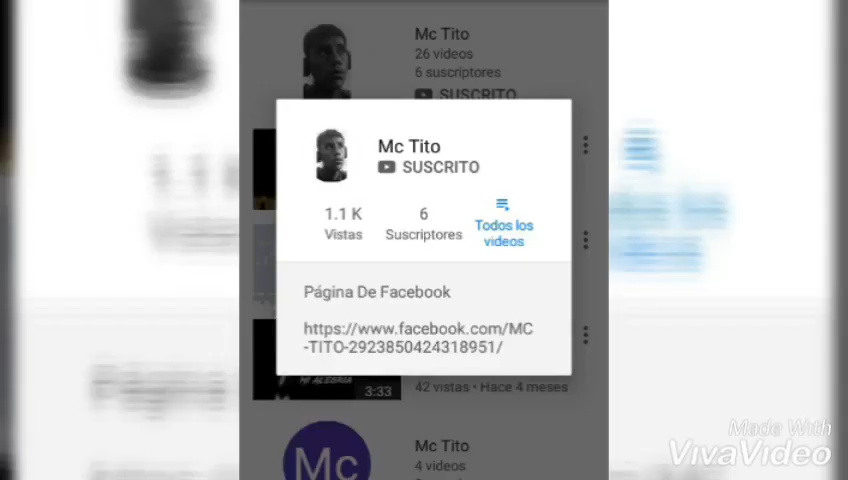 Mc Tito
26 videos
6 suscriptores
SUSCRITO
Mc Tito
SUSCRITO
1.1 K
Vistas
6
Suscriptores
Todos los
videos
Página De Facebook
https://www.facebook.com/MC
-TITO-2923850424318951/
MI ALEGRIA
3:33
42 vistas • Hace 4 meses
Mc
Mc Tito
4 videos
Made With
VivaVideo